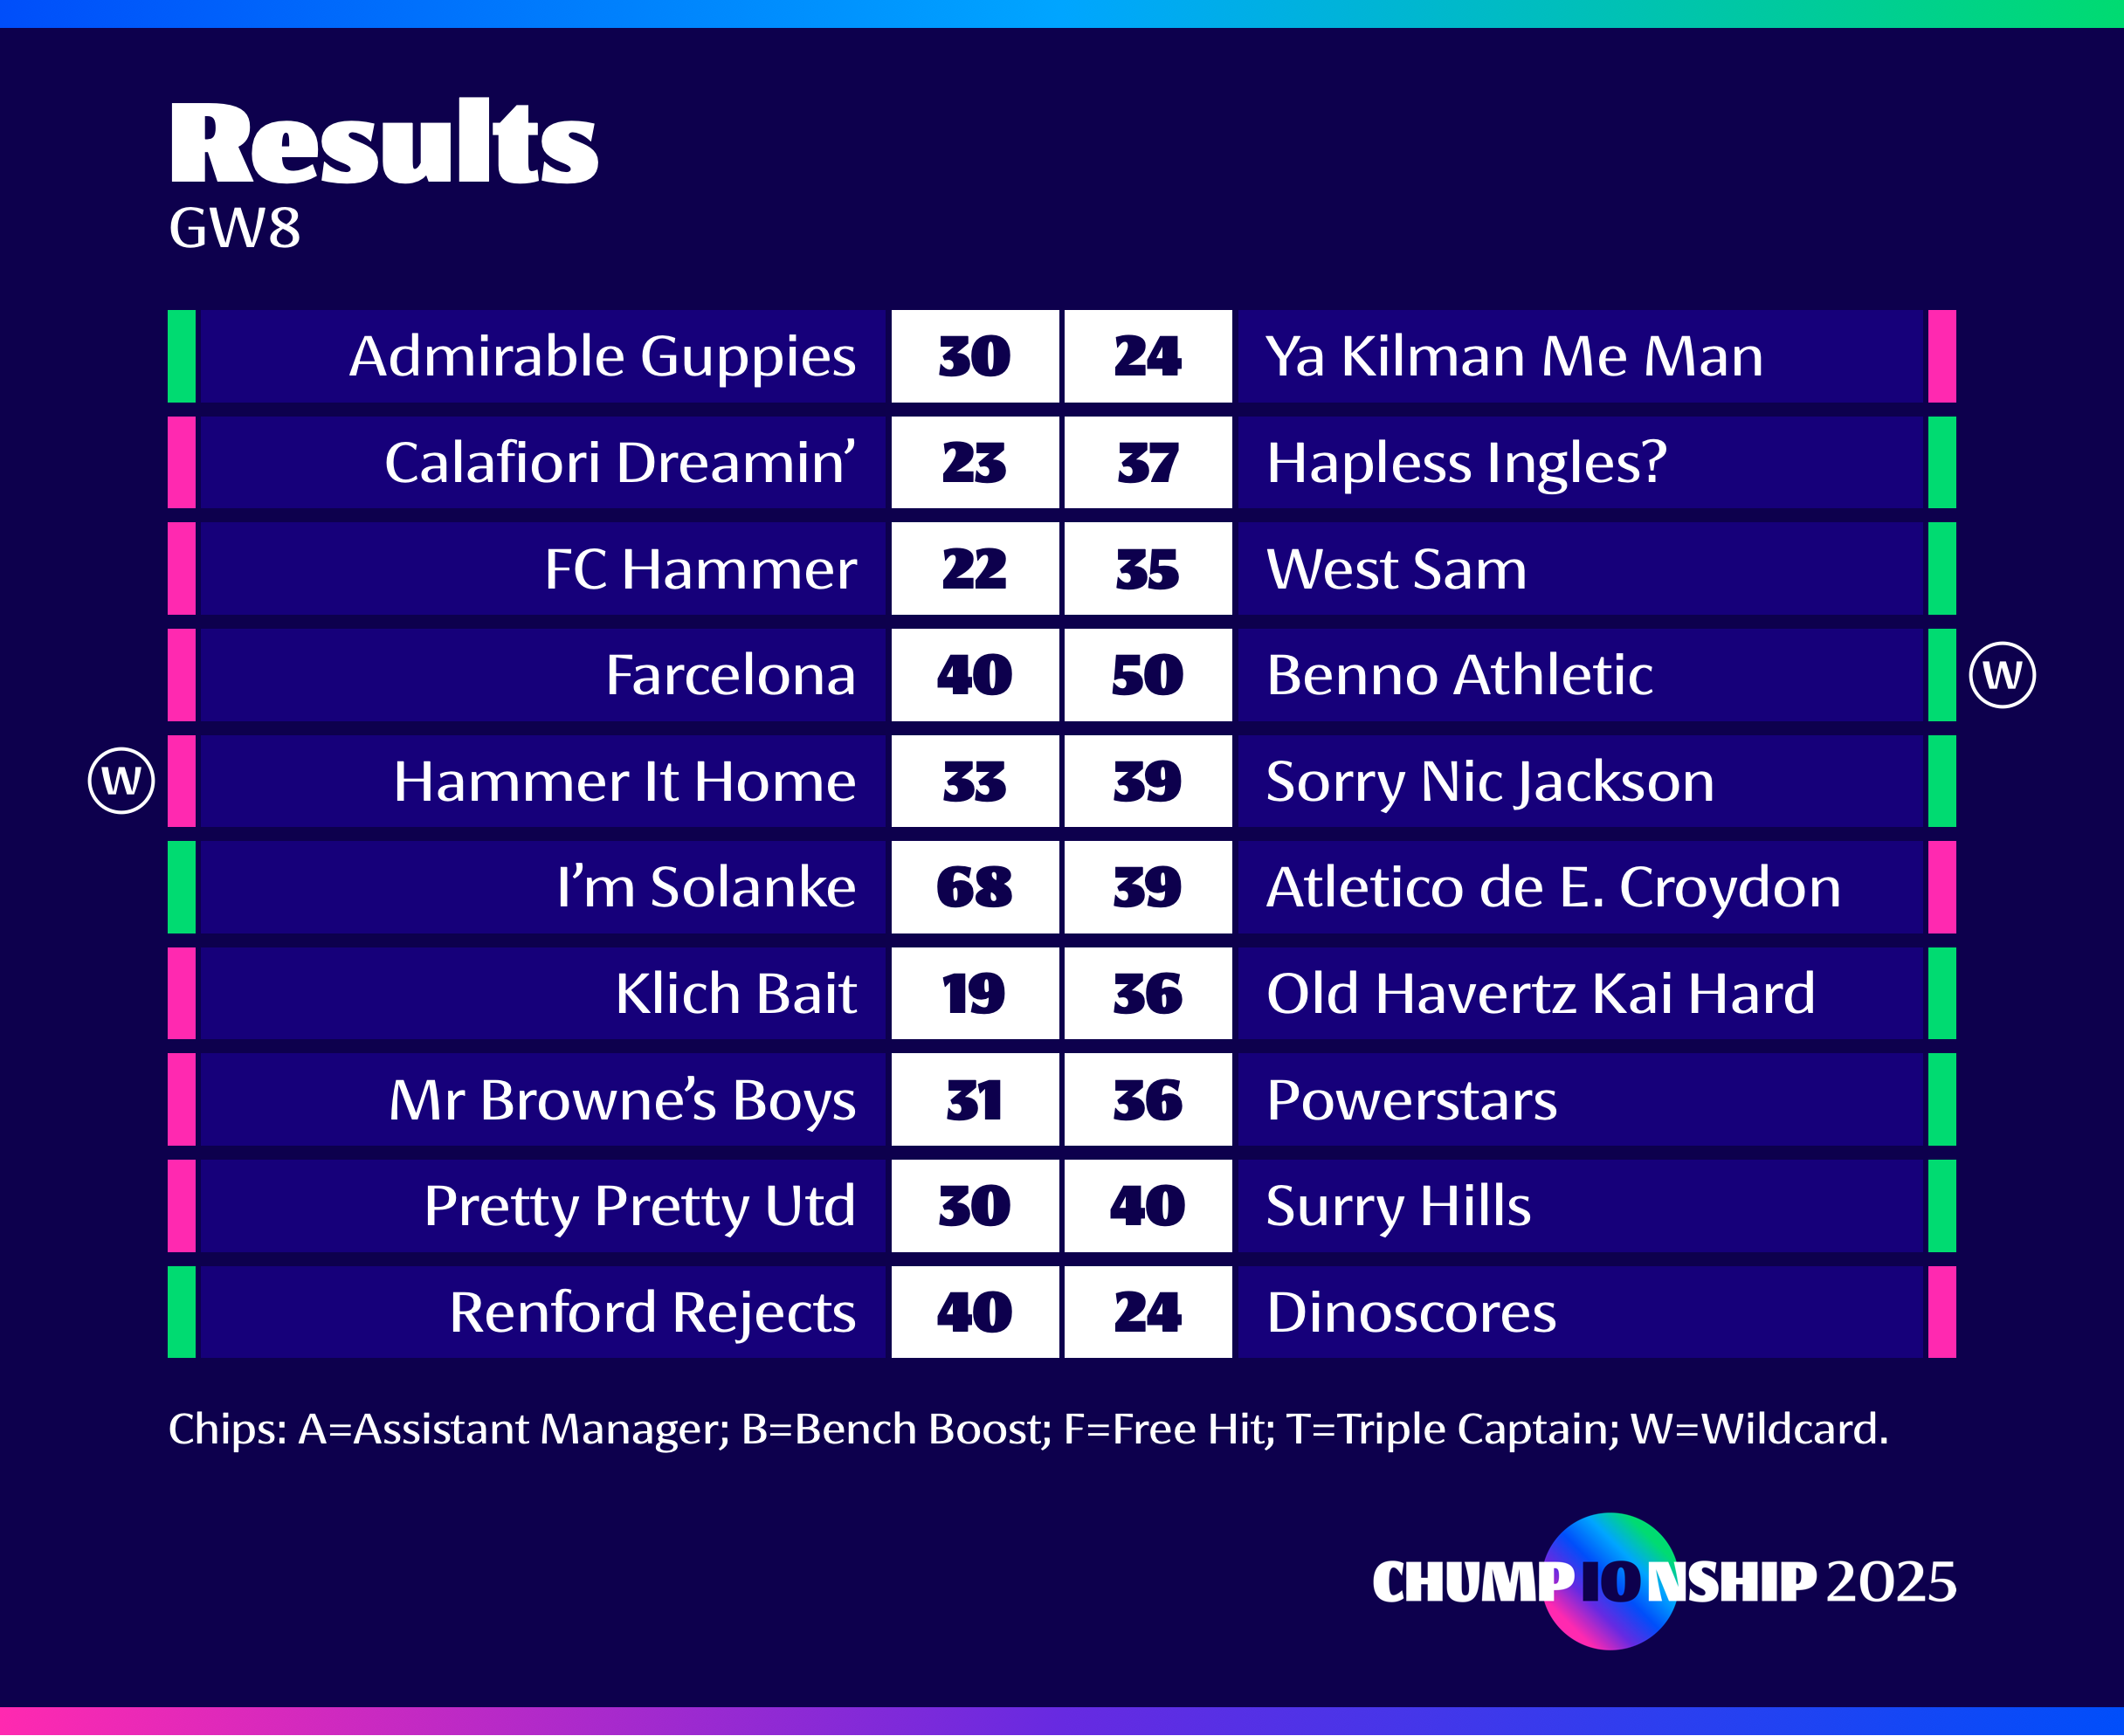 Results
GW8
Admirable Guppies 30 24 Ya Kilman Me Man
Calafiori Dreamin’ 23 37 Hapless Ingles?
FC Hammer 22 35 West Sam
Farcelona 40 50 Benno Athletic W
W Hammer It Home 33 39 Sorry Nic Jackson
I’m Solanke 68 39 Atletico de E. Croydon
Klich Bait 19 36 Old Havertz Kai Hard
Mr Browne’s Boys 31 36 Powerstars
Pretty Pretty Utd 30 40 Surry Hills
Renford Rejects 40 24 Dinoscores
Chips: A=Assistant Manager; B=Bench Boost; F=Free Hit; T=Triple Captain; W=Wildcard.
CHUMP10NSHIP 2025